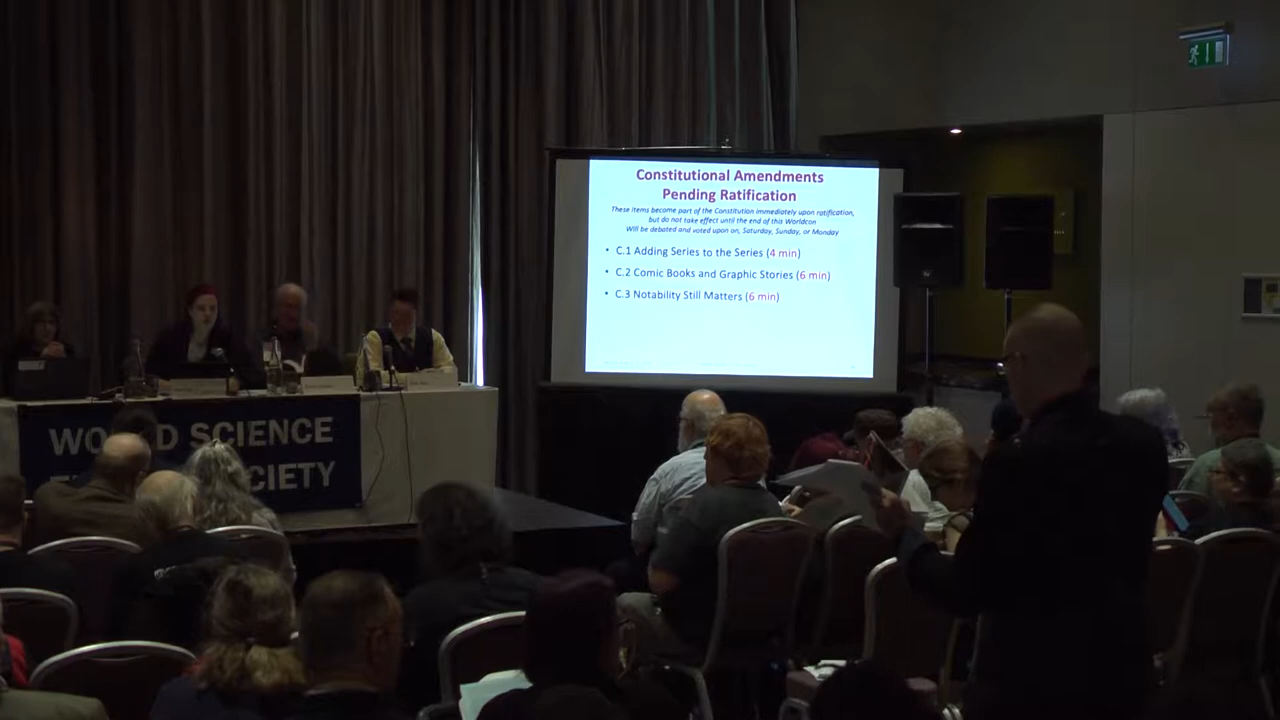 Constitutional Amendments
Pending Ratification
These items become part of the Constitution immediately upon ratification,
but do not take effect until the end of this Worldcon
Will be debated and voted upon on, Saturday, Sunday, or Monday
• C.1 Adding Series to the Series (4 min)
• C.2 Comic Books and Graphic Stories (6 min)
• C.3 Notability Still Matters (6 min)
WO D SCIENCE
CIETY